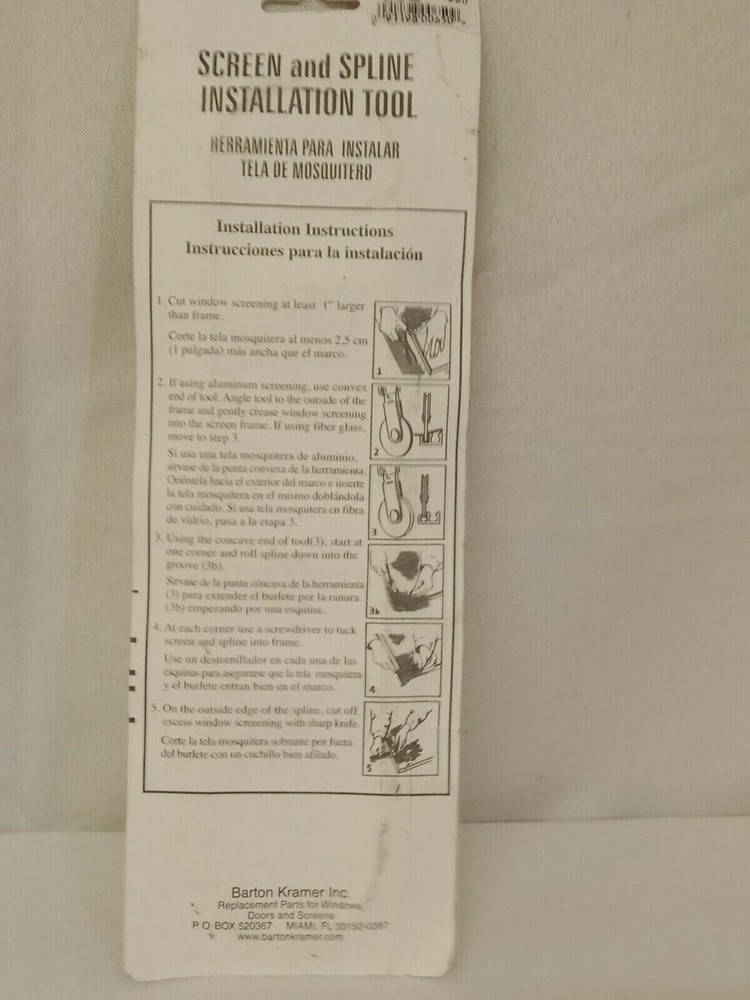 SCREEN and SPLINE
INSTALLATION TOOL
HERRAMIENTA PARA INSTALAR
TELA DE MOSQUITERO
Installation Instructions
Instrucciones para la instalación
1. Cut window screening at least 1" larger
than frame.
Corte la tela mosquitera al menos 2,5 cm
(1 pulgada) más ancha que el marco.
1
2. If using aluminum screening, use convex
end of tool. Angle tool to the outside of the
frame and gently crease window screening
into the screen frame. If using fiber glass,
move to step 3.
2
Si usa una tela mosquitera de aluminio,
sírvase de la punta convexa de la herramienta.
Oriéntela hacia el exterior del marco e inserte
la tela mosquitera en el mismo doblándola
con cuidado. Si usa tela mosquitera en fibra
de vidrio, pasa a la etapa 3.
3
3. Using the concave end of tool(3), start at
one corner and roll spline down into the
groove (3b).
Sírvase de la punta cóncava de la herramienta
(3) para extender el burlete por la ranura
(3b) empezando por una esquina.
3b
4. At each corner use a screwdriver to tuck
screen and spline into frame.
Use un destornillador en cada una de las
esquinas para asegurarse que la tela mosquitera
y el burlete entran bien en el marco.
4
5. On the outside edge of the spline, cut off
excess window screening with sharp knife.
Corte la tela mosquitera sobrante por fuera
del burlete con un cuchillo bien afilado.
5
Barton Kramer Inc.
Replacement Parts for Windows,
Doors and Screens
P.O. BOX 520367 MIAMI, FL 33152-0367
www.bartonkramer.com